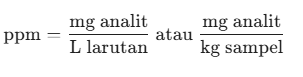 ppm = mg analit / L larutan atau mg analit / kg sampel